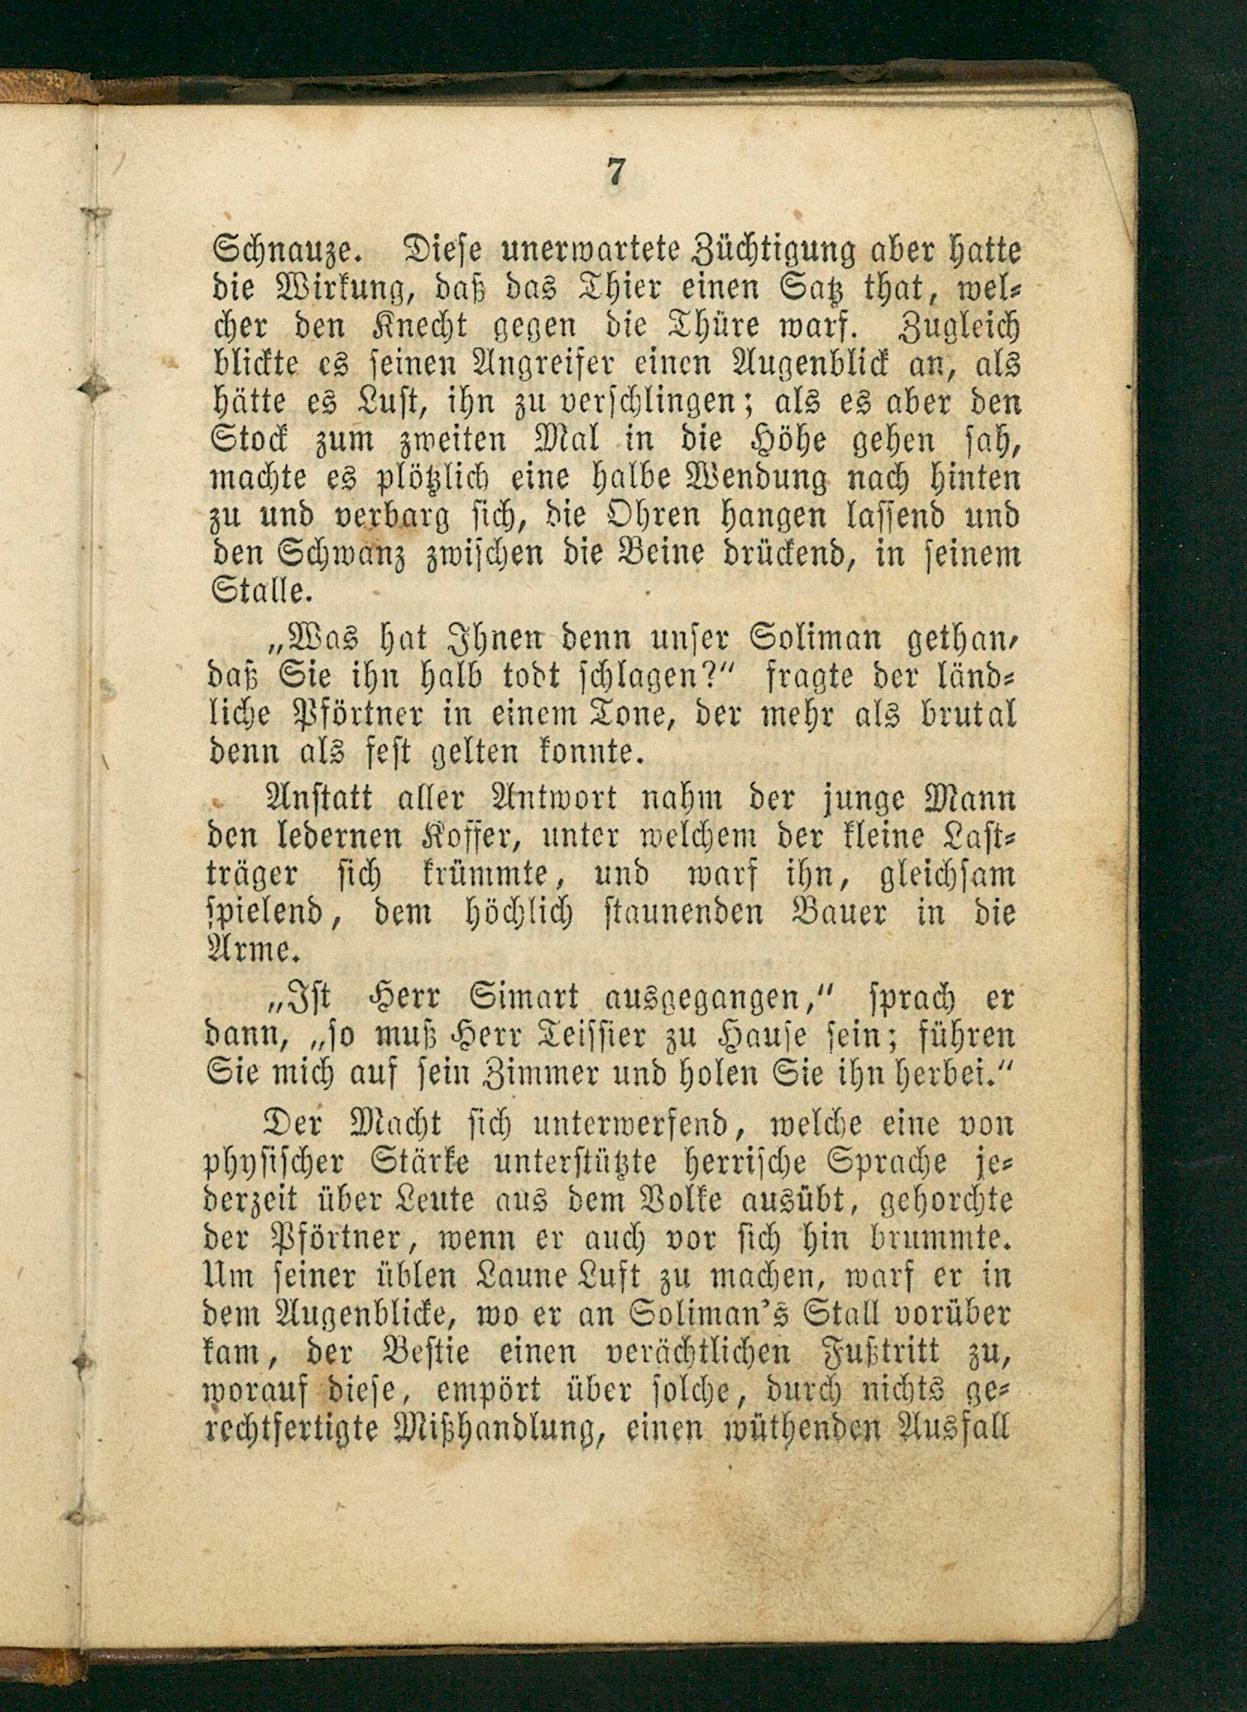 7
Schnauze. Diese unerwartete Züchtigung aber hatte
die Wirkung, daß das Thier einen Satz that, wel-
cher den Knecht gegen die Thüre warf. Zugleich
blickte es seinen Angreifer einen Augenblick an, als
hätte es Lust, ihn zu verschlingen; als es aber den
Stock zum zweiten Mal in die Höhe gehen sah,
machte es plötzlich eine halbe Wendung nach hinten
zu und verbarg sich, die Ohren hangen lassend und
den Schwanz zwischen die Beine drückend, in seinem
Stalle.
„Was hat Ihnen denn unser Soliman gethan,
daß Sie ihn halb todt schlagen?“ fragte der länd-
liche Pförtner in einem Tone, der mehr als brutal
denn als fest gelten konnte.
Anstatt aller Antwort nahm der junge Mann
den ledernen Koffer, unter welchem der kleine Last-
träger sich krümmte, und warf ihn, gleichsam
spielend, dem höchlich staunenden Bauer in die
Arme.
„Ist Herr Simart ausgegangen,“ sprach er
dann, „so muß Herr Teissier zu Hause sein; führen
Sie mich auf sein Zimmer und holen Sie ihn herbei.“
Der Macht sich unterwerfend, welche eine von
physischer Stärke unterstützte herrische Sprache je-
derzeit über Leute aus dem Volke ausübt, gehorchte
der Pförtner, wenn er auch vor sich hin brummte.
Um seiner üblen Laune Luft zu machen, warf er in
dem Augenblicke, wo er an Soliman's Stall vorüber
kam, der Bestie einen verächtlichen Fußtritt zu,
worauf diese, empört über solche, durch nichts ge-
rechtfertigte Mißhandlung, einen wüthenden Ausfall